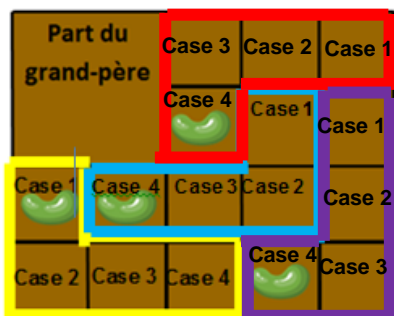 Part du
grand-père
Case 3 Case 2 Case 1
Case 4
Case 1
Case 1
Case 1 Case 4 Case 3 Case 2
Case 2
Case 2 Case 3 Case 4
Case 4 Case 3